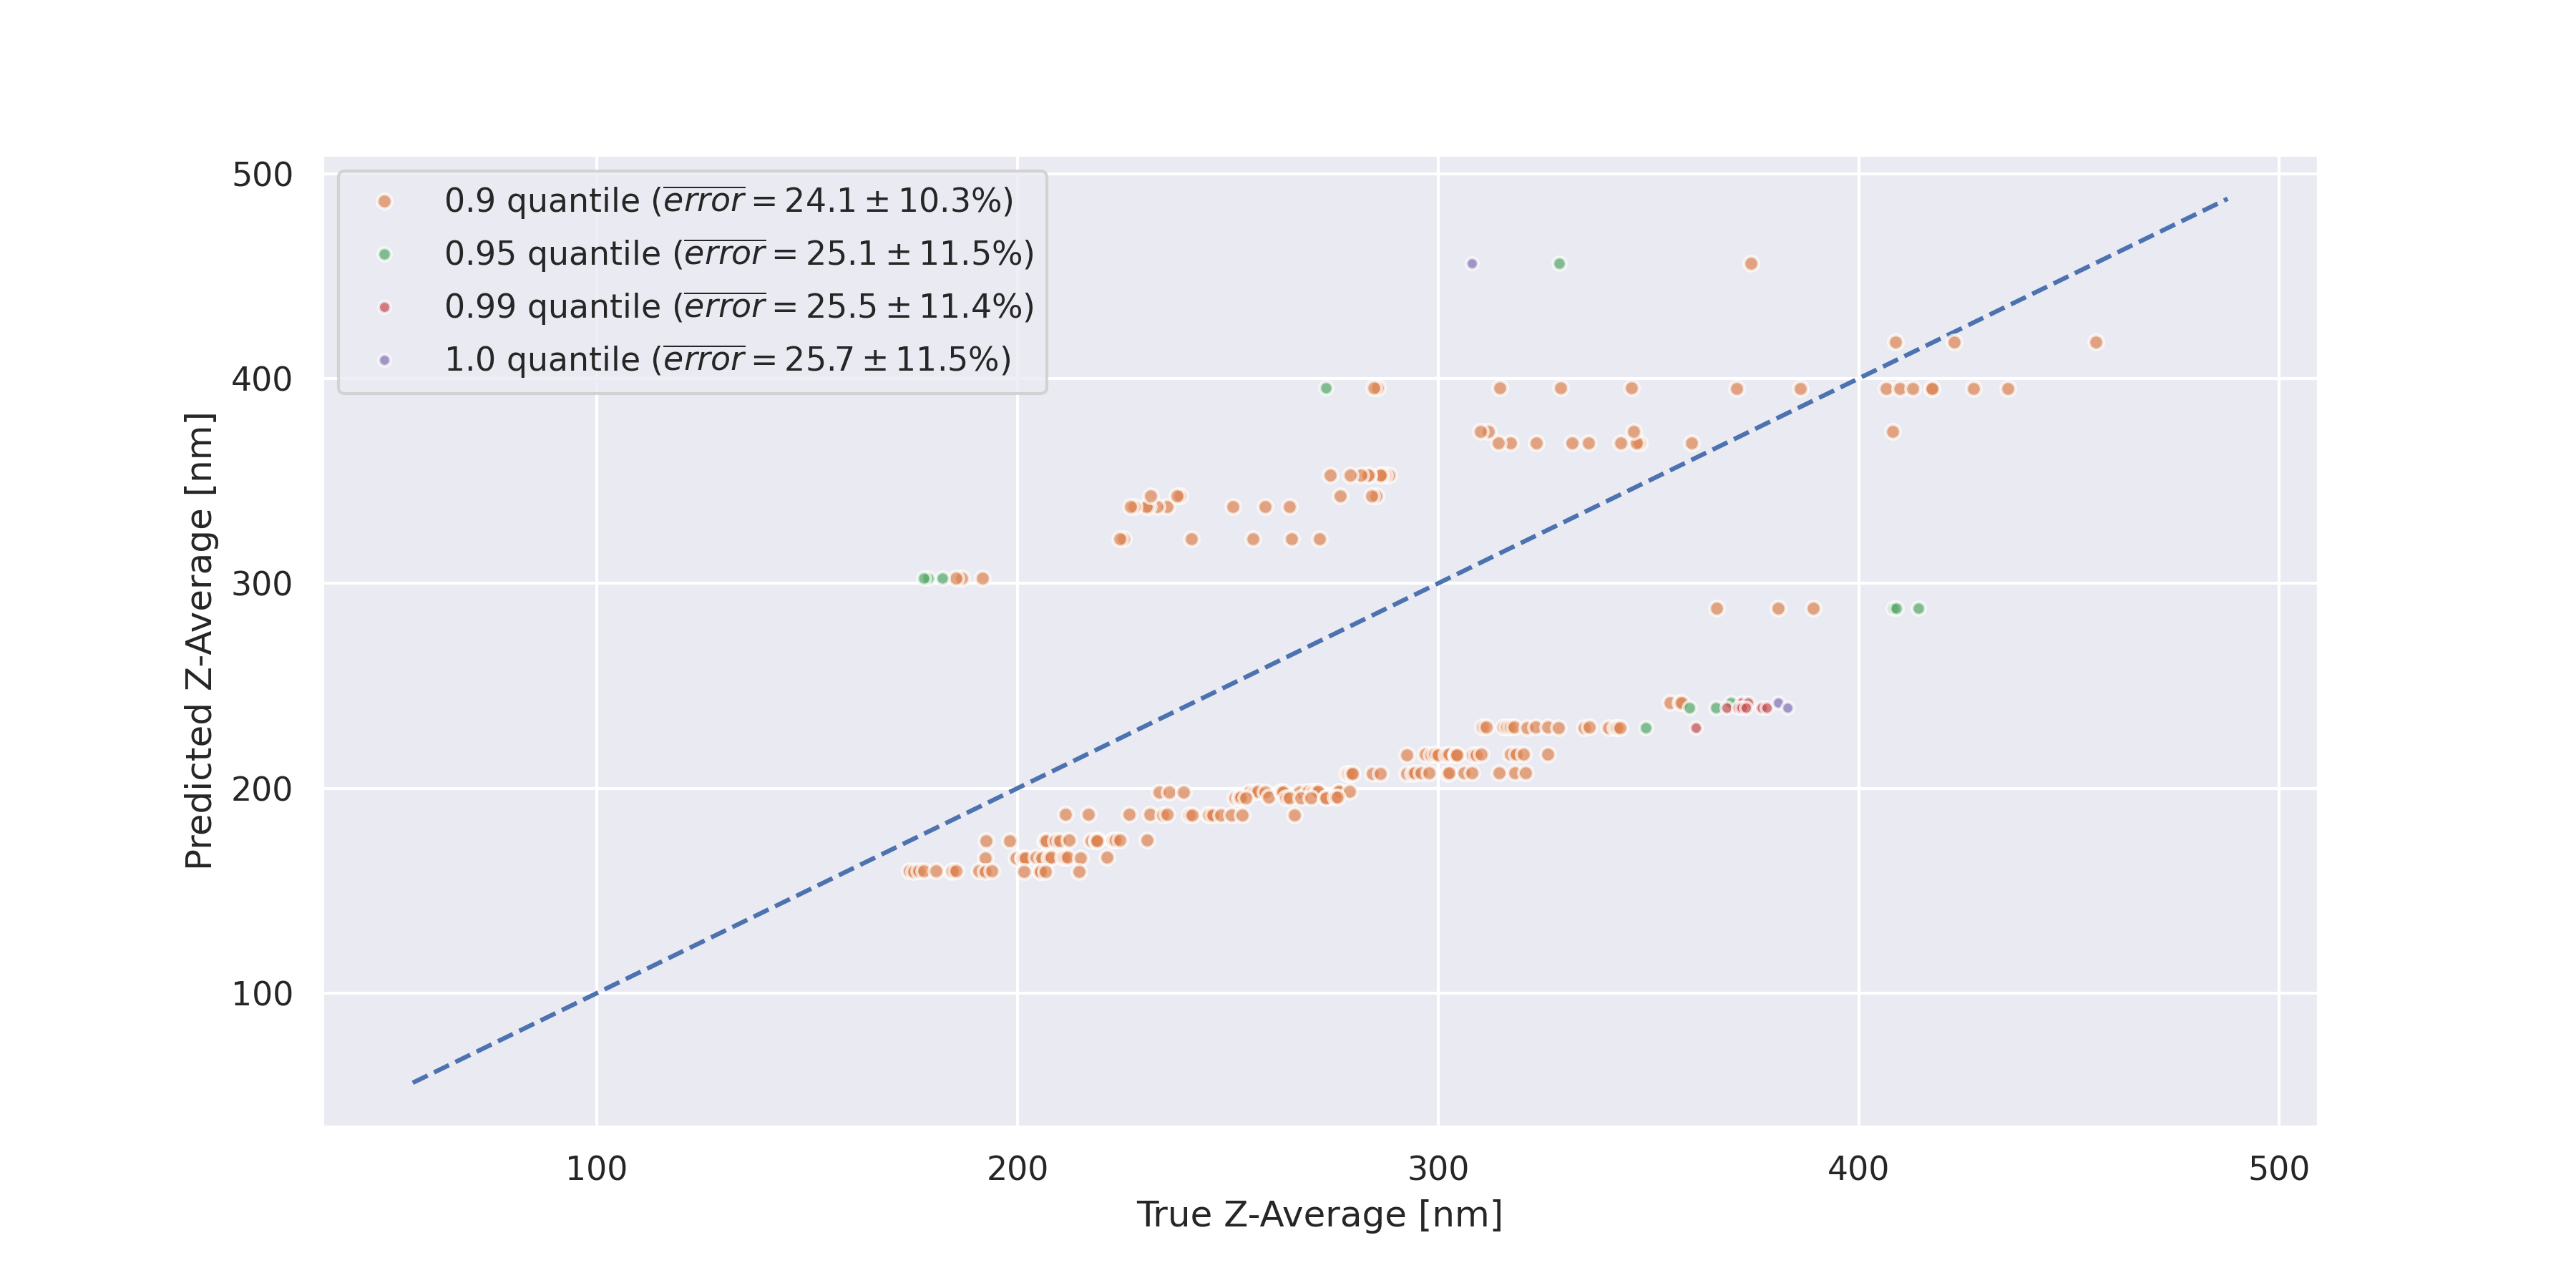 0.9 quantile (error = 24.1 ± 10.3%)
0.95 quantile (error = 25.1 ± 11.5%)
0.99 quantile (error = 25.5 ± 11.4%)
1.0 quantile (error = 25.7 ± 11.5%)
500
400
300
200
100
Predicted Z-Average [nm]
100 200 300 400 500
True Z-Average [nm]